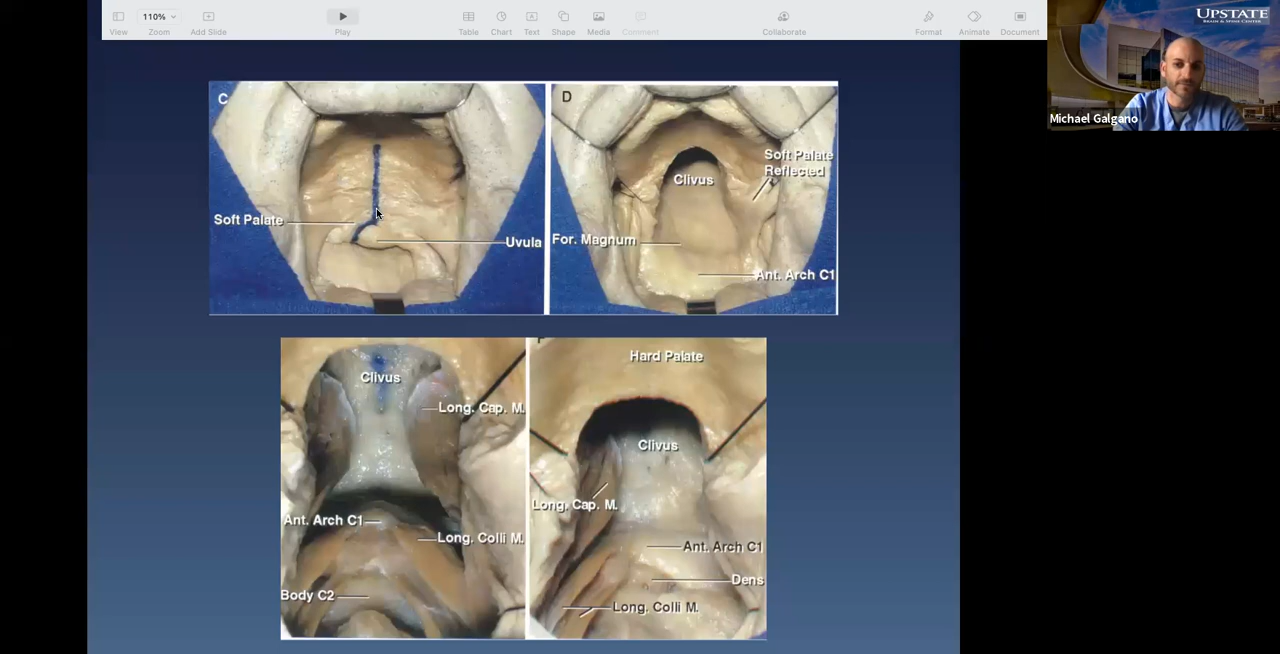 110%
View
Zoom
Add Slide
Play
Table
Chart
Text
Shape
Media
Comment
Collaborate
Format
Animate
Document
UPSTATE
BRAIN & SPINE CENTER
Michael Galgano
C
Soft Palate
Uvula
D
Soft Palate
Reflected
Clivus
For. Magnum
Ant. Arch C1
Clivus
Long. Cap. M.
Ant. Arch C1
Long. Colli M.
Body C2
Hard Palate
Clivus
Long. Cap. M.
Ant. Arch C1
Dens
Long. Colli M.